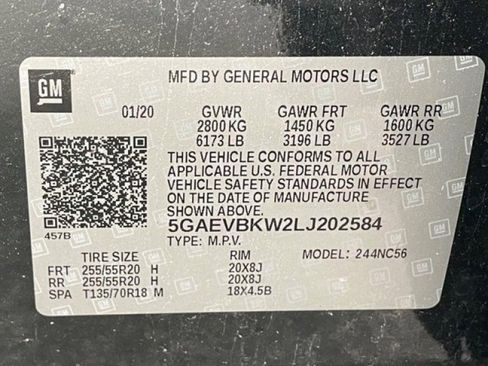 GM
MFD BY GENERAL MOTORS LLC
01/20 GVWR GAWR FRT GAWR RR
2800 KG 1450 KG 1600 KG
6173 LB 3196 LB 3527 LB
THIS VEHICLE CONFORMS TO ALL
APPLICABLE U.S. FEDERAL MOTOR
VEHICLE SAFETY STANDARDS IN EFFECT
ON THE DATE OF MANUFACTURE
SHOWN ABOVE.
457B
5GAEVBKW2LJ202584
TYPE: M.P.V. MODEL: 244NC56
TIRE SIZE RIM
FRT 255/55R20 H 20X8J
RR 255/55R20 H 20X8J
SPA T135/70R18 M 18X4.5B